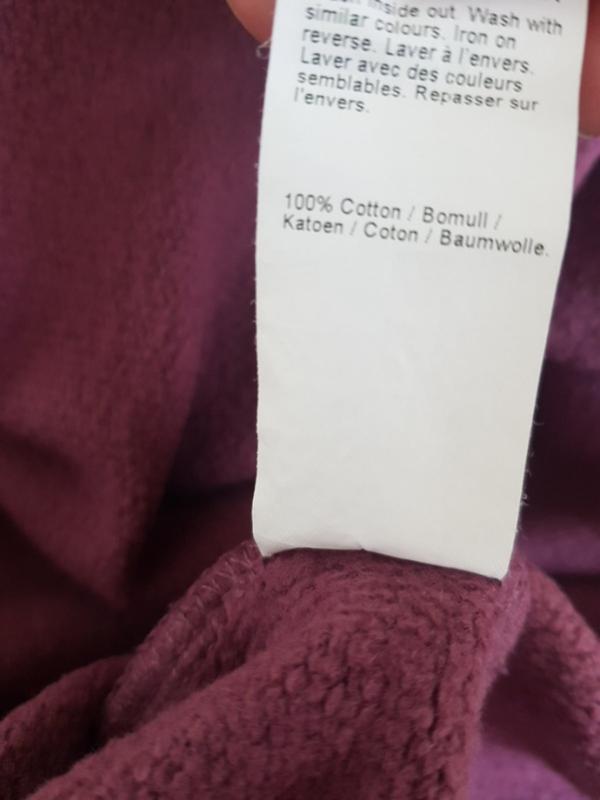 inside out. Wash with
similar colours. Iron on
reverse. Laver à l'envers.
Laver avec des couleurs
semblables. Repasser sur
l'envers.
100% Cotton / Bomull /
Katoen / Coton / Baumwolle.